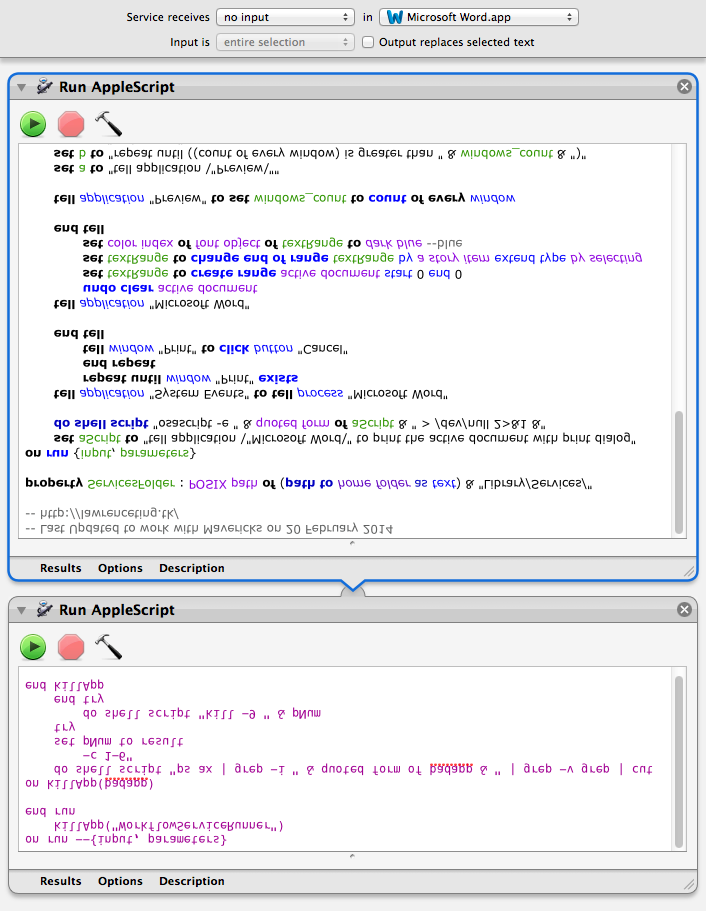 Service receives no input in Microsoft Word.app
Input is entire selection Output replaces selected text
Run AppleScript
-- Last Updated to work with Mavericks on 20 February 2014
-- http://lawrenceting.tk/
property ServicesFolder : POSIX path of (path to home folder as text) & "Library/Services/"
on run {input, parameters}
set aScript to "tell application \"Microsoft Word\" to print the active document with print dialog"
do shell script "osascript -e " & quoted form of aScript & " > /dev/null 2>&1 &"
tell application "System Events" to tell process "Microsoft Word"
repeat until window "Print" exists
end repeat
tell window "Print" to click button "Cancel"
end tell
tell application "Microsoft Word"
undo clear active document
set textRange to create range active document start 0 end 0
set textRange to change end of range textRange by a story item extend type by selecting
set color index of font object of textRange to dark blue --blue
end tell
tell application "Preview" to set windows_count to count of every window
set a to "tell application \"Preview\""
set b to "repeat until ((count of every window) is greater than " & windows_count & ")"
Results Options Description
Run AppleScript
on run --{input, parameters}
killApp("WorkflowServiceRunner")
end run
on killApp(badapp)
do shell script "ps ax | grep -i " & quoted form of badapp & " | grep -v grep | cut
-c 1-6"
set pNum to result
try
do shell script "kill -9 " & pNum
end try
end killApp
Results Options Description